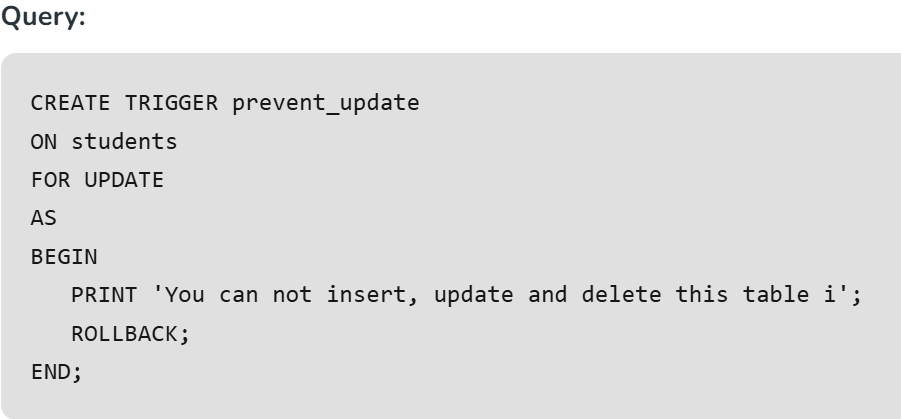 Query:
CREATE TRIGGER prevent_update
ON students
FOR UPDATE
AS
BEGIN
   PRINT 'You can not insert, update and delete this table i';
   ROLLBACK;
END;